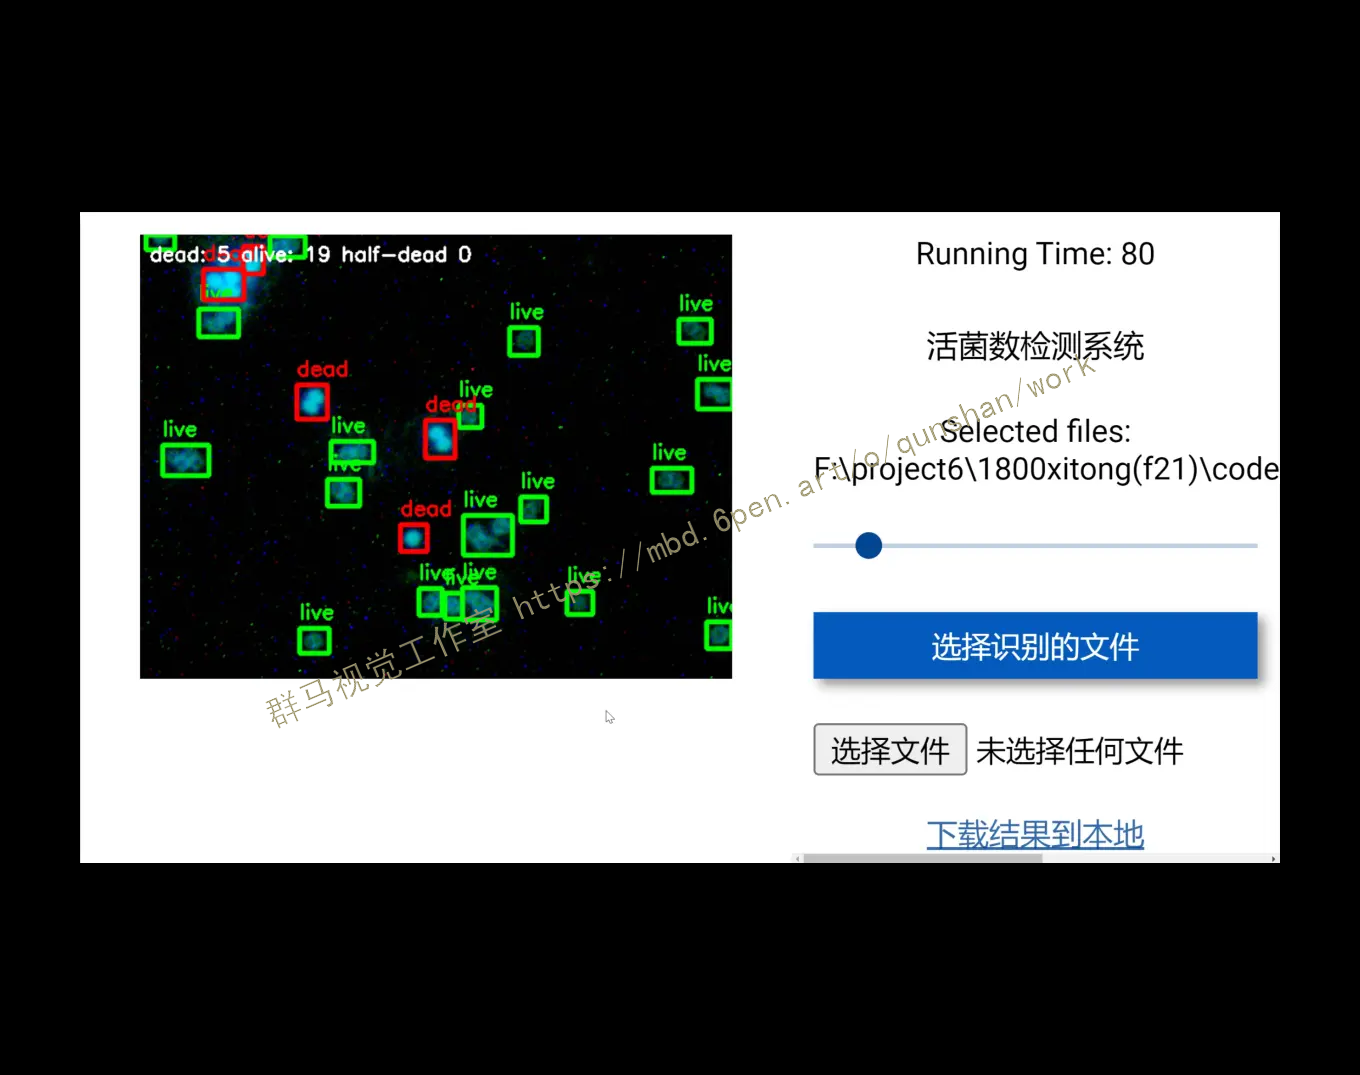 dead: 5 alive: 19 half-dead 0
live
live
live
live
dead
live
dead
live
live
live
live
live
live
dead
live
live
live
live
live
live
live
群马视觉工作室 https://mbd.6pen.art/o/qunshan/work
Running Time: 80
活菌数检测系统
Selected files:
F:\project6\1800xitong(f21)\code
选择识别的文件
选择文件 未选择任何文件
下载结果到本地